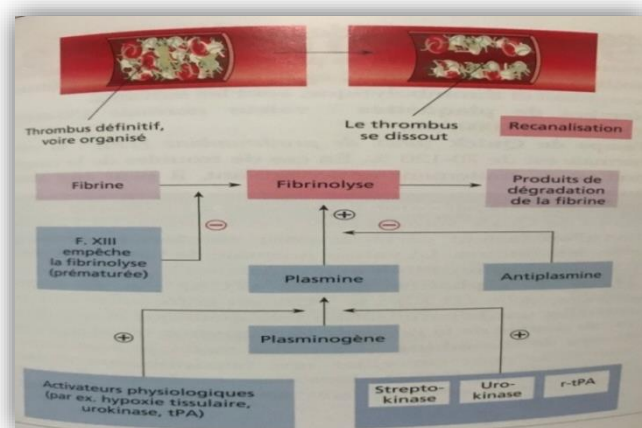 Thrombus définitif,
voire organisé
Le thrombus
se dissout
Recanalisation
Fibrine
Fibrinolyse
Produits de
dégradation
de la fibrine
F. XIII
empêche
la fibrinolyse
(prématurée)
Plasmine
Antiplasmine
Plasminogène
Activateurs physiologiques
(par ex. hypoxie tissulaire,
urokinase, tPA)
Strepto-
kinase
Uro-
kinase
r-tPA